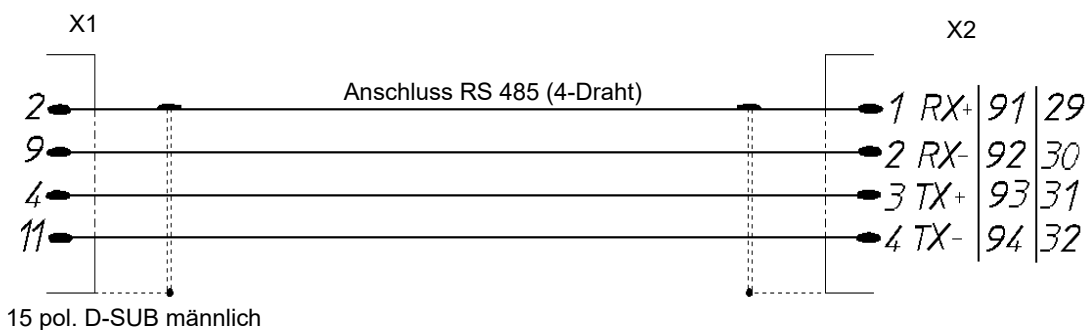 X1
X2
Anschluss RS 485 (4-Draht)
2 1 RX+ 91 29
9 2 RX- 92 30
4 3 TX+ 93 31
11 4 TX- 94 32
15 pol. D-SUB männlich